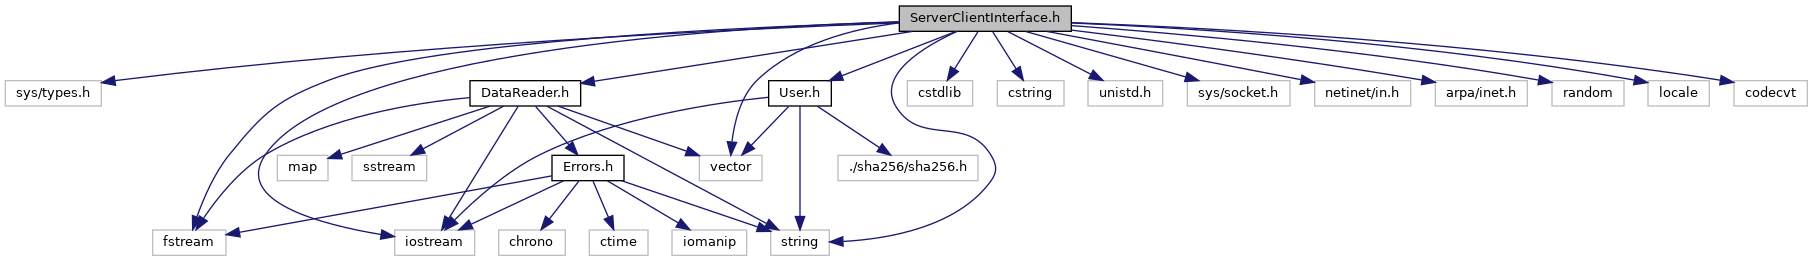 ServerClientInterface.h
sys/types.h
DataReader.h
User.h
cstdlib
cstring
unistd.h
sys/socket.h
netinet/in.h
arpa/inet.h
random
locale
codecvt
map
sstream
Errors.h
vector
./sha256/sha256.h
fstream
iostream
chrono
ctime
iomanip
string